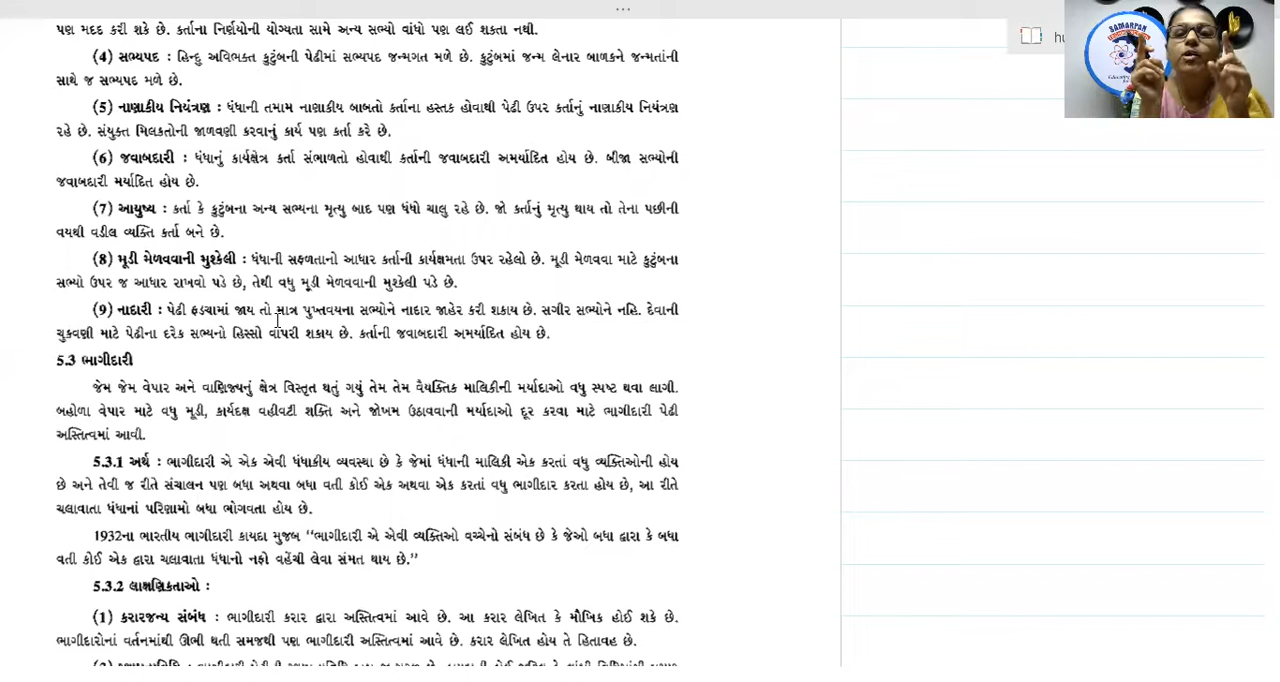 પણ મદદ કરી શકે છે. કર્તાના નિર્ણયોની યોગ્યતા સામે અન્ય સભ્યો વાંધો પણ લઈ શકતા નથી.
(4) સભ્યપદ : હિન્દુ અવિભક્ત કુટુંબની પેઢીમાં સભ્યપદ જન્મગત મળે છે. કુટુંબમાં જન્મ લેનાર બાળકને જન્મતાંની
સાથે જ સભ્યપદ મળે છે.
(5) નાણાકીય નિયંત્રણ : ધંધાની તમામ નાણાકીય બાબતો કર્તાના હસ્તક હોવાથી પેઢી ઉપર કર્તાનું નાણાકીય નિયંત્રણ
રહે છે. સંયુક્ત મિલકતોની જાળવણી કરવાનું કાર્ય પણ કર્તા કરે છે.
(6) જવાબદારી : ધંધાનું કાર્યક્ષેત્ર કર્તા સંભાળતો હોવાથી કર્તાની જવાબદારી અમર્યાદિત હોય છે. બીજા સભ્યોની
જવાબદારી મર્યાદિત હોય છે.
(7) આયુષ્ય : કર્તા કે કુટુંબના અન્ય સભ્યના મૃત્યુ બાદ પણ ધંધો ચાલુ રહે છે. જો કર્તાનું મૃત્યુ થાય તો તેના પછીની
વયથી વડીલ વ્યક્તિ કર્તા બને છે.
(8) મૂડી મેળવવાની મુશ્કેલી : ધંધાની સફળતાનો આધાર કર્તાની કાર્યક્ષમતા ઉપર રહેલો છે. મૂડી મેળવવા માટે કુટુંબના
સભ્યો ઉપર જ આધાર રાખવો પડે છે, તેથી વધુ મૂડી મેળવવાની મુશ્કેલી પડે છે.
(9) નાદારી : પેઢી ફડચામાં જાય તો માત્ર પુખ્તવયના સભ્યોને નાદાર જાહેર કરી શકાય છે. સગીર સભ્યોને નહિ. દેવાની
ચુકવણી માટે પેઢીના દરેક સભ્યનો હિસ્સો વાપરી શકાય છે. કર્તાની જવાબદારી અમર્યાદિત હોય છે.
5.3 ભાગીદારી
જેમ જેમ વેપાર અને વાણિજ્યનું ક્ષેત્ર વિસ્તૃત થતું ગયું તેમ તેમ વૈયક્તિક માલિકીની મર્યાદાઓ વધુ સ્પષ્ટ થવા લાગી.
બહોળા વેપાર માટે વધુ મૂડી, કાર્યદક્ષ વહીવટી શક્તિ અને જોખમ ઉઠાવવાની મર્યાદાઓ દૂર કરવા માટે ભાગીદારી પેઢી
અસ્તિત્વમાં આવી.
5.3.1 અર્થ : ભાગીદારી એ એક એવી ધંધાકીય વ્યવસ્થા છે કે જેમાં ધંધાની માલિકી એક કરતાં વધુ વ્યક્તિઓની હોય
છે અને તેવી જ રીતે સંચાલન પણ બધા અથવા બધા વતી કોઈ એક અથવા એક કરતાં વધુ ભાગીદાર કરતા હોય છે, આ રીતે
ચલાવાતા ધંધાનાં પરિણામો બધા ભોગવતા હોય છે.
1932ના ભારતીય ભાગીદારી કાયદા મુજબ “ભાગીદારી એ એવી વ્યક્તિઓ વચ્ચેનો સંબંધ છે કે જેઓ બધા દ્વારા કે બધા
વતી કોઈ એક દ્વારા ચલાવાતા ધંધાનો નફો વહેંચી લેવા સંમત થાય છે.”
5.3.2 લાક્ષણિકતાઓ :
(1) કરારજન્ય સંબંધ : ભાગીદારી કરાર દ્વારા અસ્તિત્વમાં આવે છે. આ કરાર લેખિત કે મૌખિક હોઈ શકે છે.
ભાગીદારોનાં વર્તનમાંથી ઊભી થતી સમજથી પણ ભાગીદારી અસ્તિત્વમાં આવે છે. કરાર લેખિત હોય તે હિતાવહ છે.
hu
SAMARPAN